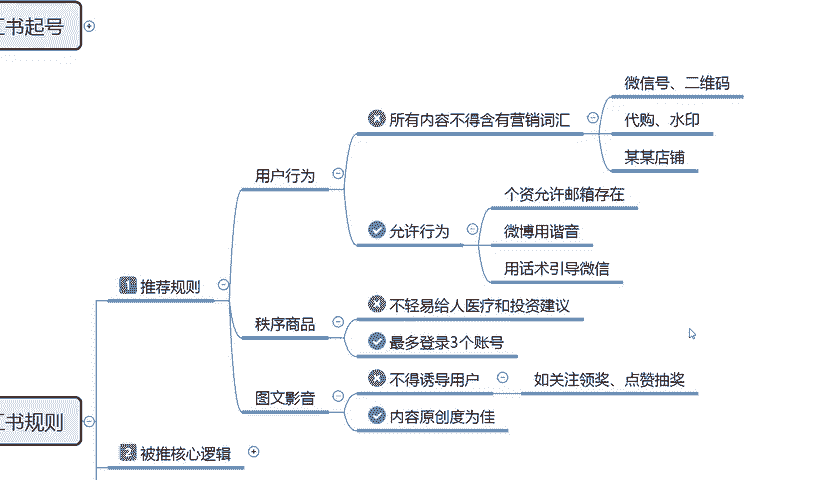 书起号
微信号、二维码
所有内容不得含有营销词汇
代购、水印
某某店铺
用户行为
个资允许邮箱存在
允许行为
微博用谐音
用话术引导微信
1 推荐规则
不轻易给人医疗和投资建议
秩序商品
最多登录3个账号
不得诱导用户
如关注领奖、点赞抽奖
图文影音
内容原创度为佳
书规则
2 被推核心逻辑